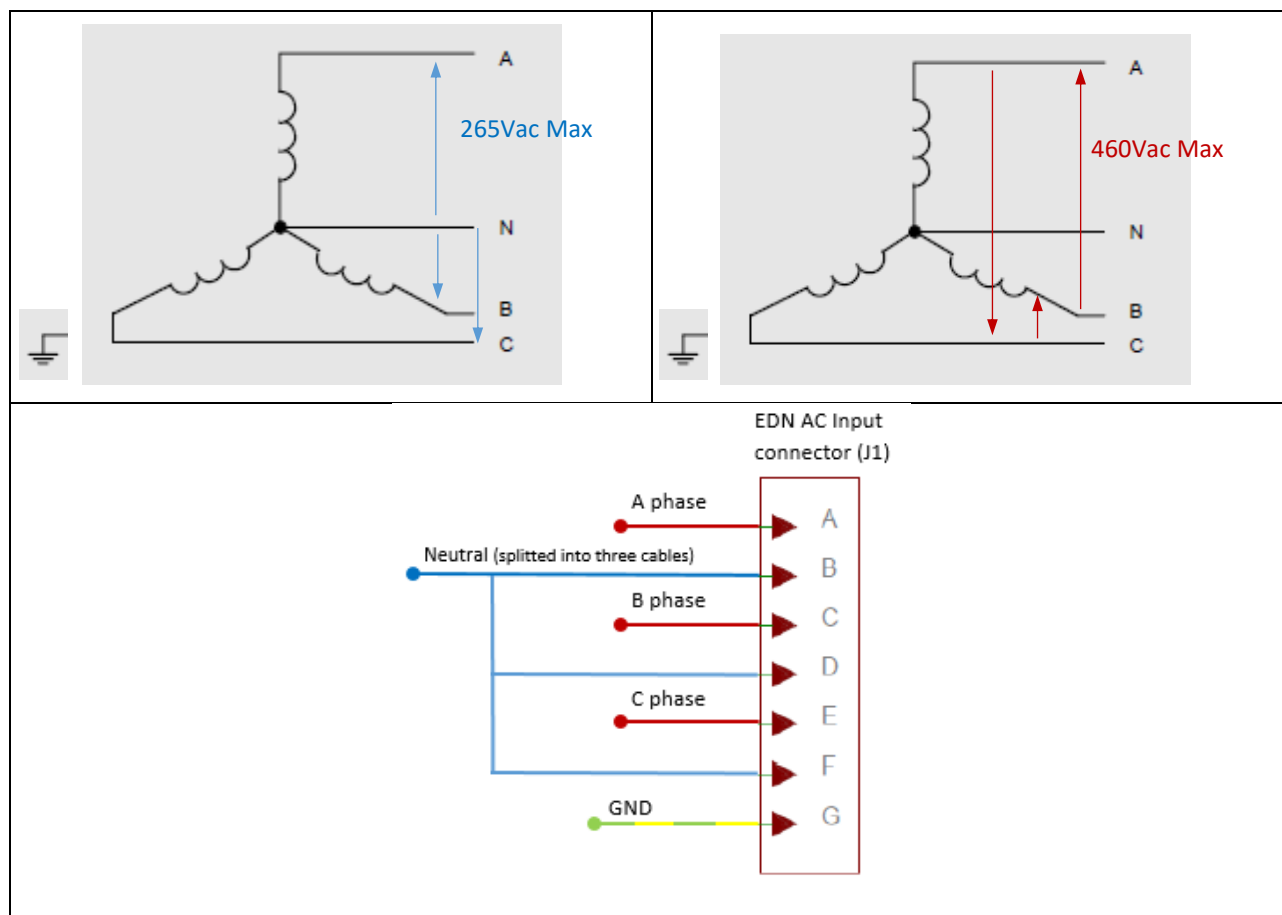 A
265Vac Max
N
B
C
A
460Vac Max
N
B
C
EDN AC Input
connector (J1)
A phase
A
Neutral (splitted into three cables)
B
B phase
C
D
C phase
E
F
GND
G